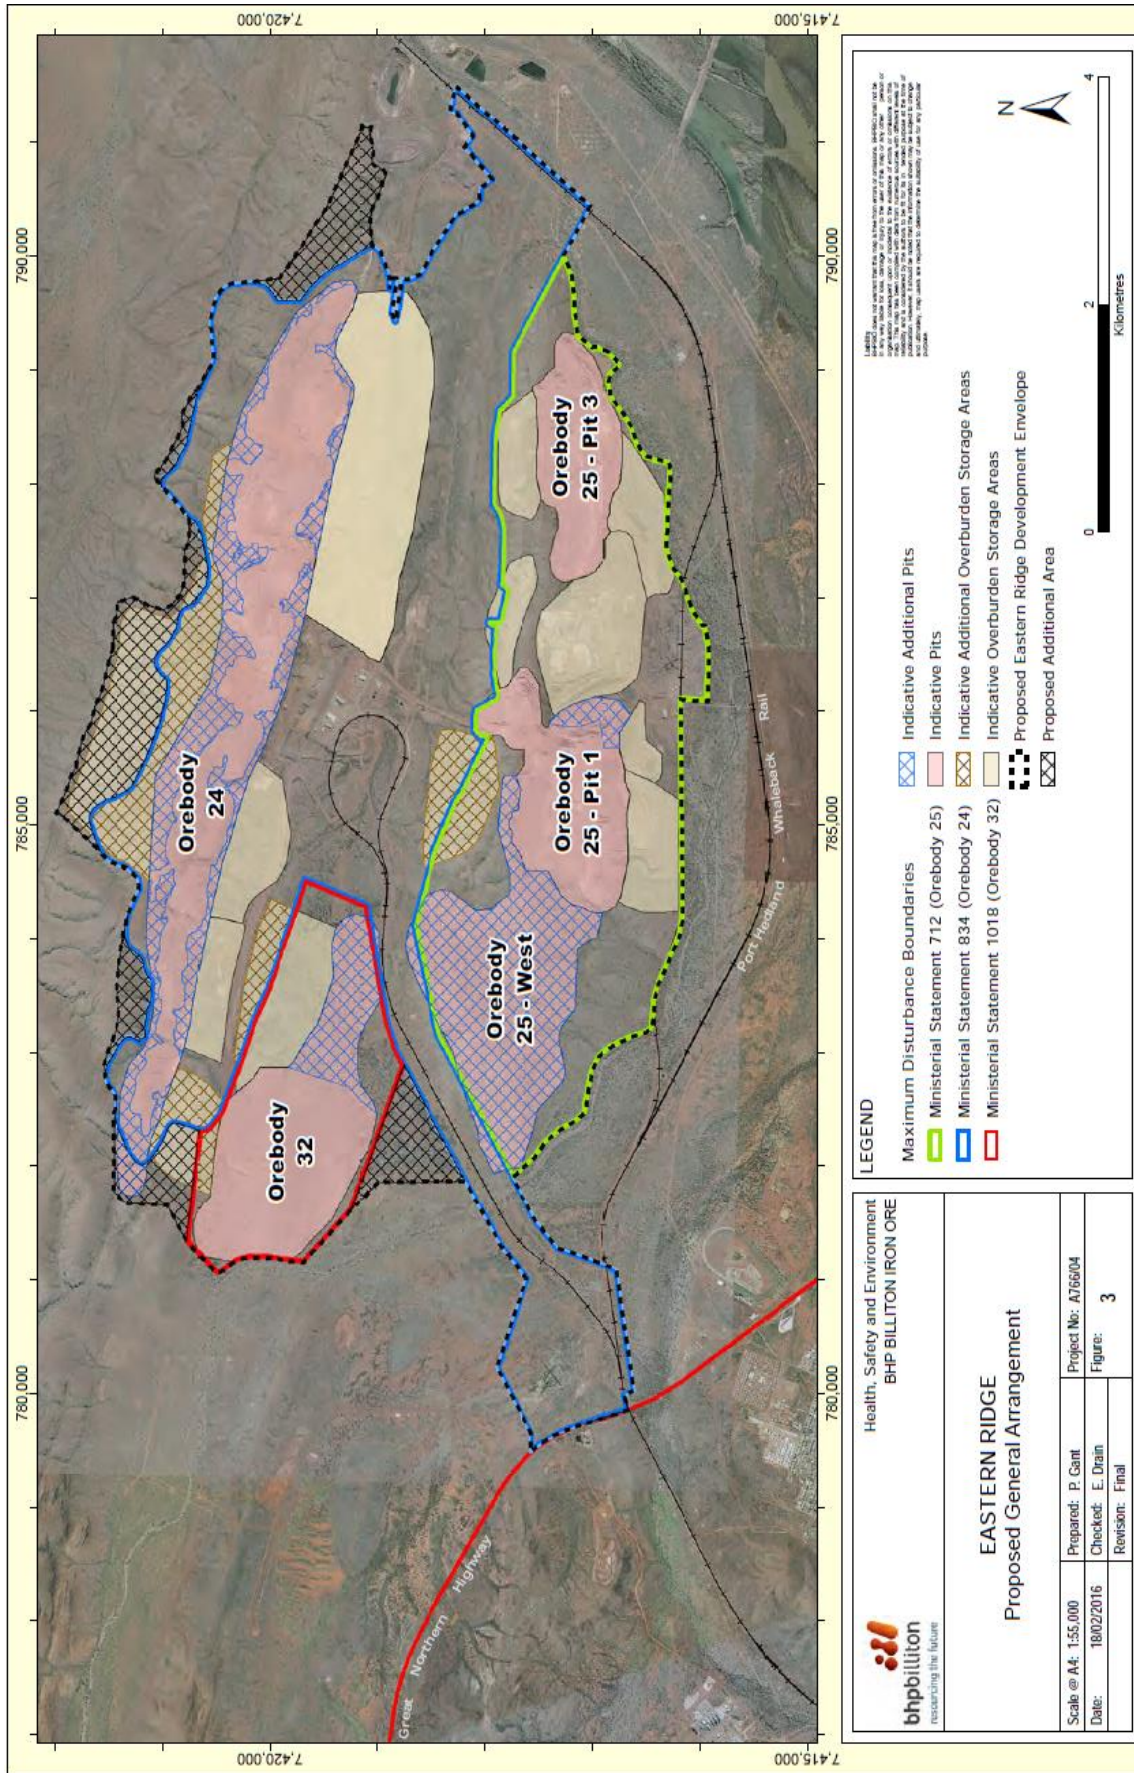 780,000
785,000
790,000
7,420,000
7,420,000
7,415,000
7,415,000
Orebody
24
Orebody
32
Orebody
25 - West
Orebody
25 - Pit 1
Orebody
25 - Pit 3
Great Northern Highway
Port Hedland - Whaleback Rail
bhpbilliton
resourcing the future
Health, Safety and Environment
BHP BILLITON IRON ORE
EASTERN RIDGE
Proposed General Arrangement
Scale @ A4: 1:55,000
Prepared: P. Gant
Project No: A766/04
Date: 18/02/2016
Checked: E. Drain
Figure: 3
Revision: Final
LEGEND
Maximum Disturbance Boundaries
Ministerial Statement 712 (Orebody 25)
Ministerial Statement 834 (Orebody 24)
Ministerial Statement 1018 (Orebody 32)
Indicative Additional Pits
Indicative Pits
Indicative Additional Overburden Storage Areas
Indicative Overburden Storage Areas
Proposed Eastern Ridge Development Envelope
Proposed Additional Area
N
0 2 4
Kilometres